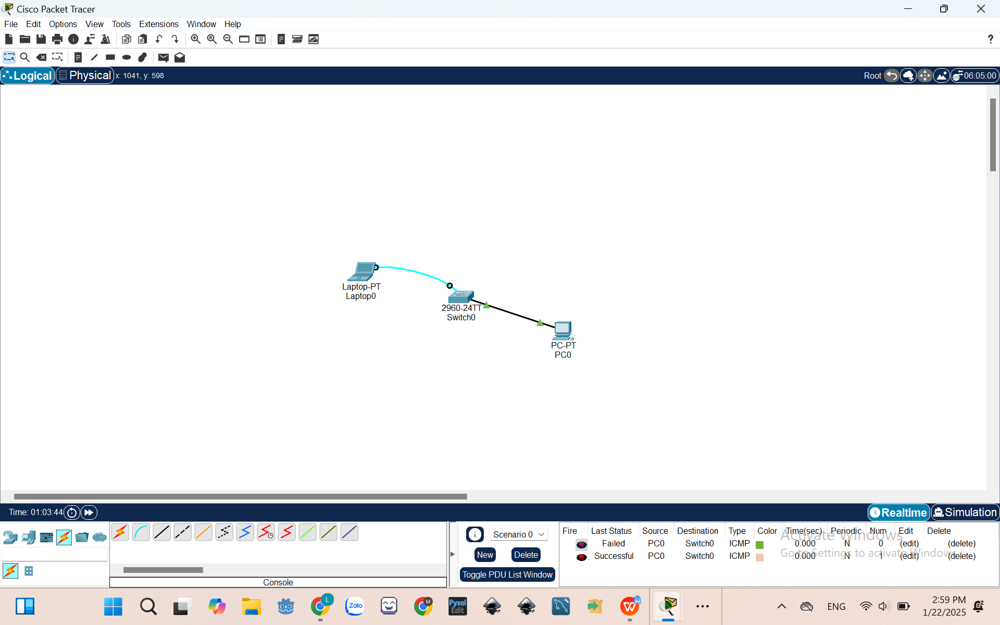 Cisco Packet Tracer
File Edit Options View Tools Extensions Window Help
?
Logical Physical x: 1041, y: 598 Root 06:05:00
Laptop-PT
Laptop0
2960-24TT
Switch0
PC-PT
PC0
Time: 01:03:44 Realtime Simulation
Scenario 0
New Delete
Toggle PDU List Window
Fire Last Status Source Destination Type Color Time(sec) Periodic Num Edit Delete
Failed PC0 Switch0 ICMP 0.000 N 0 (edit) (delete)
Successful PC0 Switch0 ICMP 0.000 N 1 (edit) (delete)
Activate Windows
Go to Settings to activate Windows.
Console
L
Zalo
M
Pyxel
Edit
W
W
ENG
2:59 PM
1/22/2025